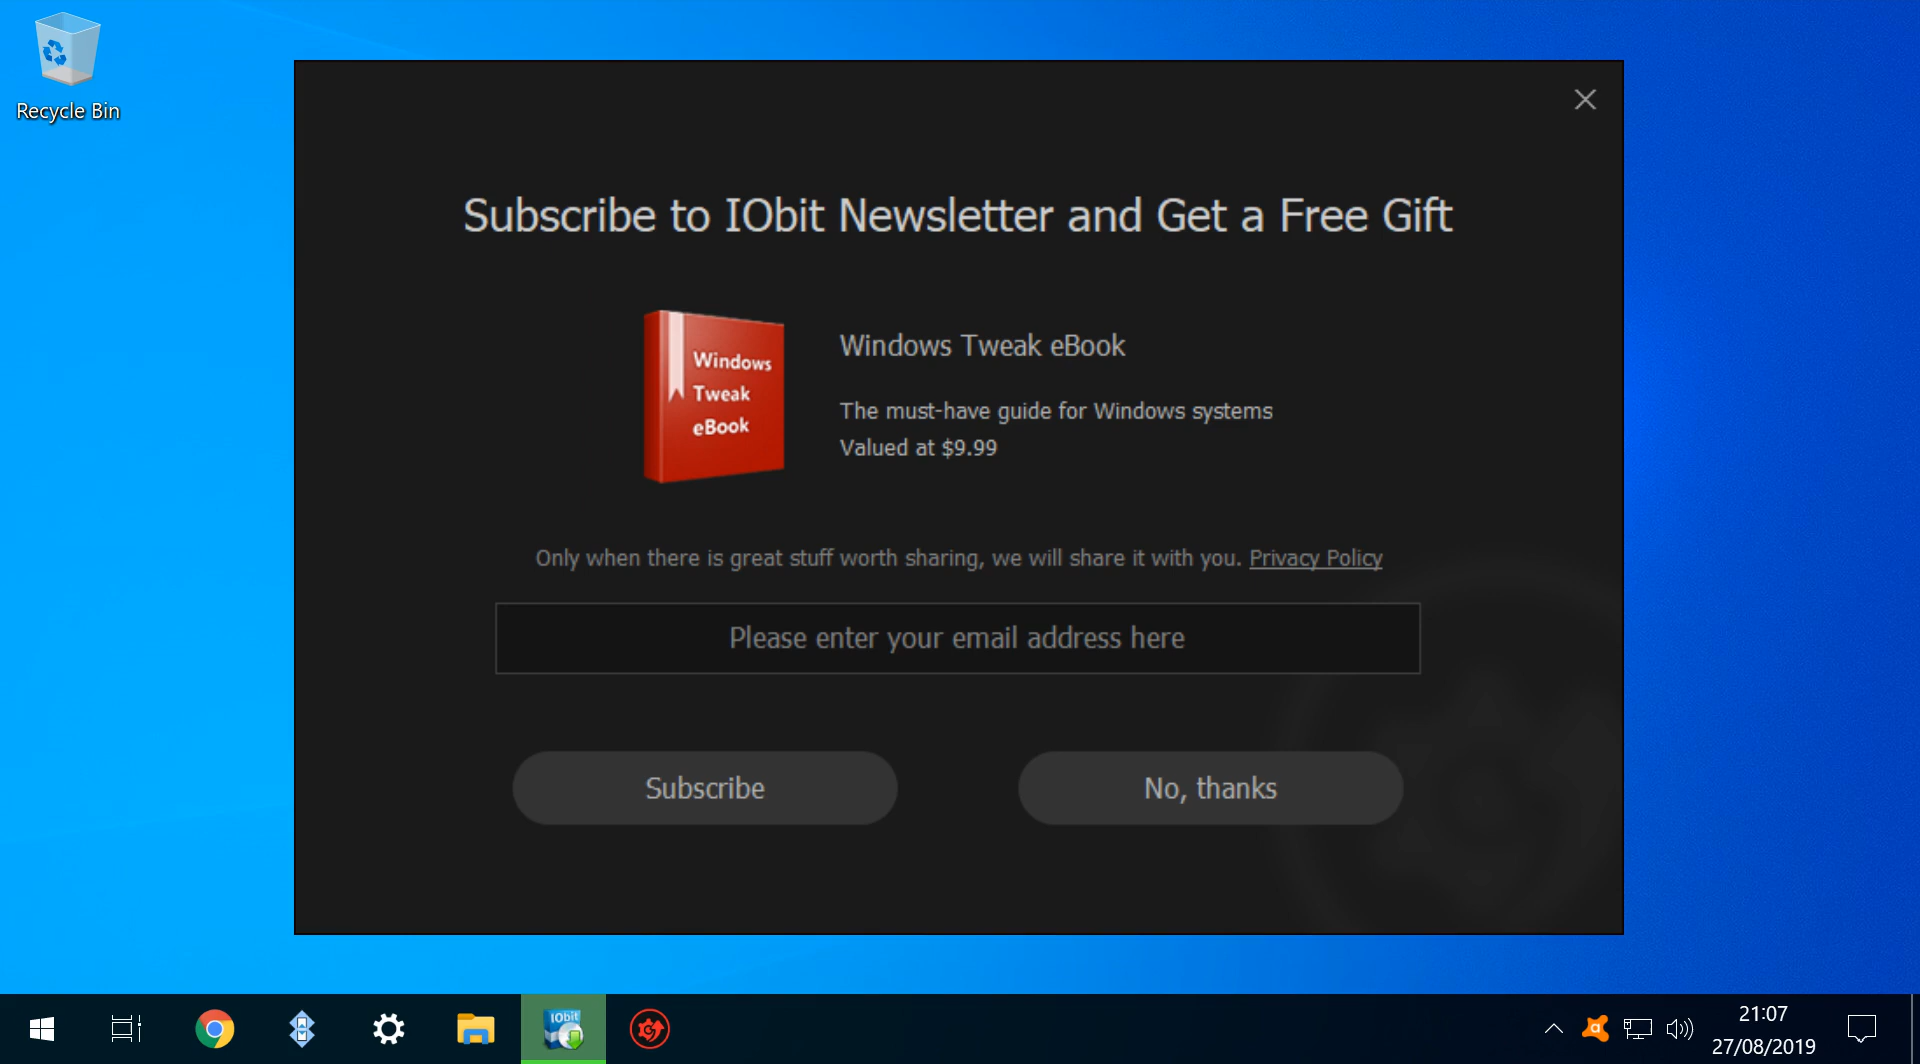 Recycle Bin
Subscribe to IObit Newsletter and Get a Free Gift
Windows
Tweak
eBook
Windows Tweak eBook
The must-have guide for Windows systems
Valued at $9.99
Only when there is great stuff worth sharing, we will share it with you. Privacy Policy
Please enter your email address here
Subscribe
No, thanks
IObit
21:07
27/08/2019